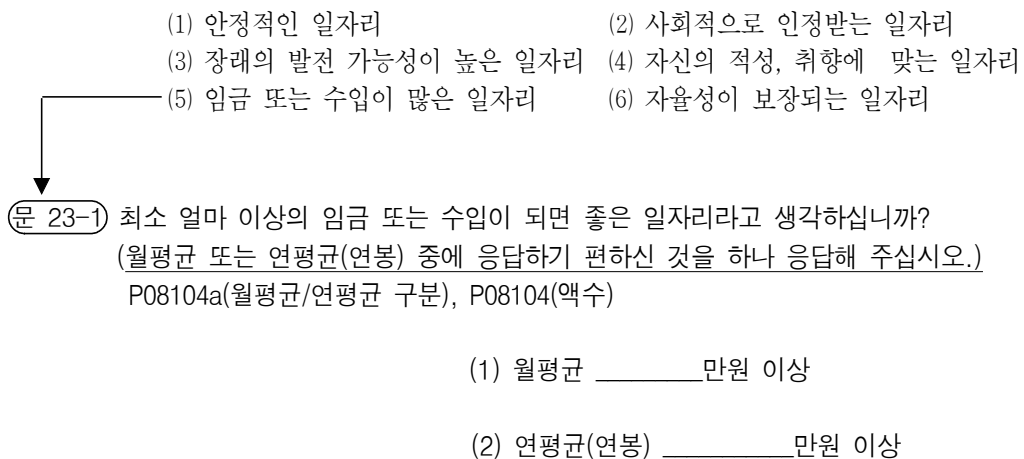 (1) 안정적인 일자리 (2) 사회적으로 인정받는 일자리
(3) 장래의 발전 가능성이 높은 일자리 (4) 자신의 적성, 취향에 맞는 일자리
(5) 임금 또는 수입이 많은 일자리 (6) 자율성이 보장되는 일자리
문 23-1 최소 얼마 이상의 임금 또는 수입이 되면 좋은 일자리라고 생각하십니까?
(월평균 또는 연평균(연봉) 중에 응답하기 편하신 것을 하나 응답해 주십시오.)
P08104a(월평균/연평균 구분), P08104(액수)
(1) 월평균 ________만원 이상
(2) 연평균(연봉) __________만원 이상